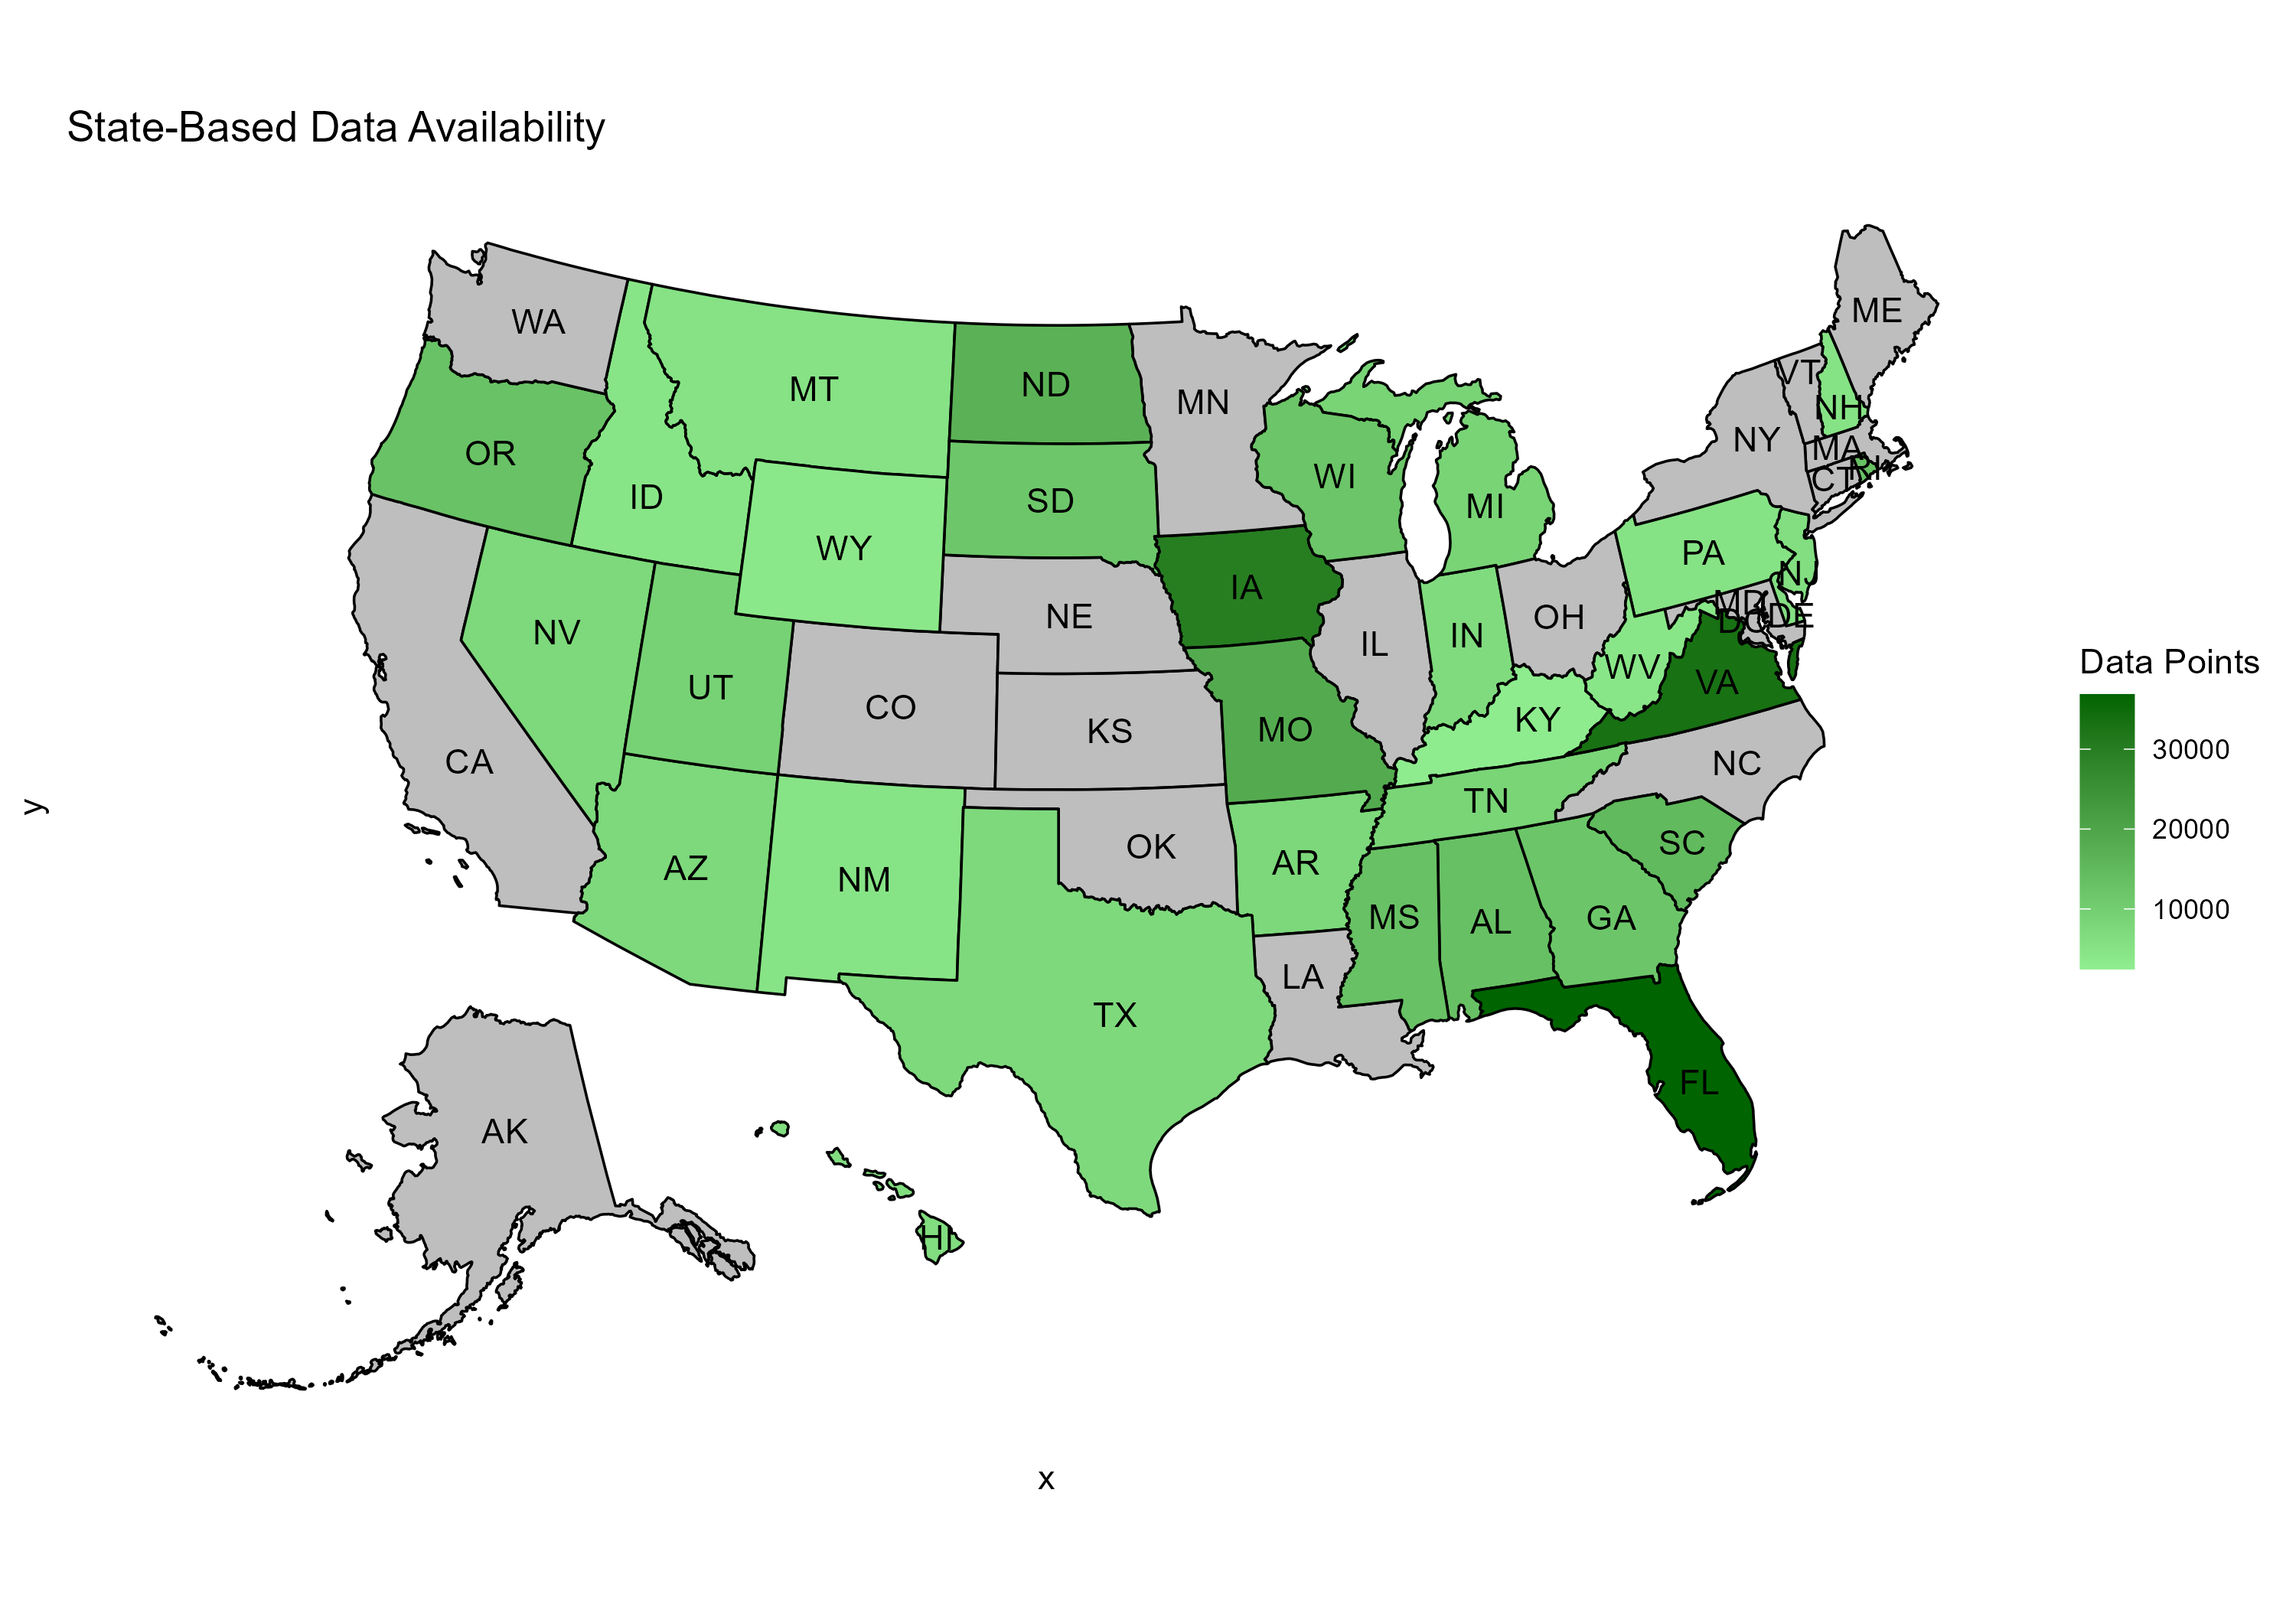 State-Based Data Availability
WA
ME
MT
ND
VT
MN
NH
NY
OR
MA
WI
RI
CT
ID
SD
MI
WY
PA
NJ
IA
MD
NE
DE
OH
DC
NV
IN
IL
WV
UT
VA
CO
KY
KS
MO
CA
NC
TN
SC
OK
AR
AZ
NM
MS
AL
GA
LA
TX
FL
AK
HI
Data Points
30000
20000
10000
y
x